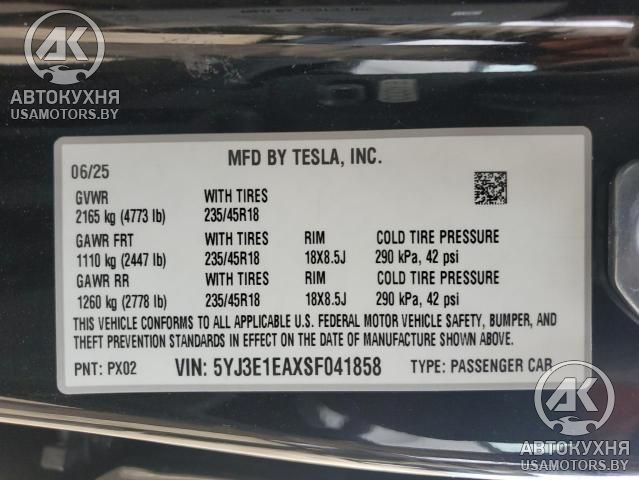 АК
АВТОКУХНЯ
USAMOTORS.BY
MFD BY TESLA, INC.
06/25
GVWR WITH TIRES
2165 kg (4773 lb) 235/45R18
GAWR FRT WITH TIRES RIM COLD TIRE PRESSURE
1110 kg (2447 lb) 235/45R18 18X8.5J 290 kPa, 42 psi
GAWR RR WITH TIRES RIM COLD TIRE PRESSURE
1260 kg (2778 lb) 235/45R18 18X8.5J 290 kPa, 42 psi
THIS VEHICLE CONFORMS TO ALL APPLICABLE U.S. FEDERAL MOTOR VEHICLE SAFETY, BUMPER, AND
THEFT PREVENTION STANDARDS IN EFFECT ON THE DATE OF MANUFACTURE SHOWN ABOVE.
PNT: PX02 VIN: 5YJ3E1EAXSF041858 TYPE: PASSENGER CAR
АК
АВТОКУХНЯ
USAMOTORS.BY